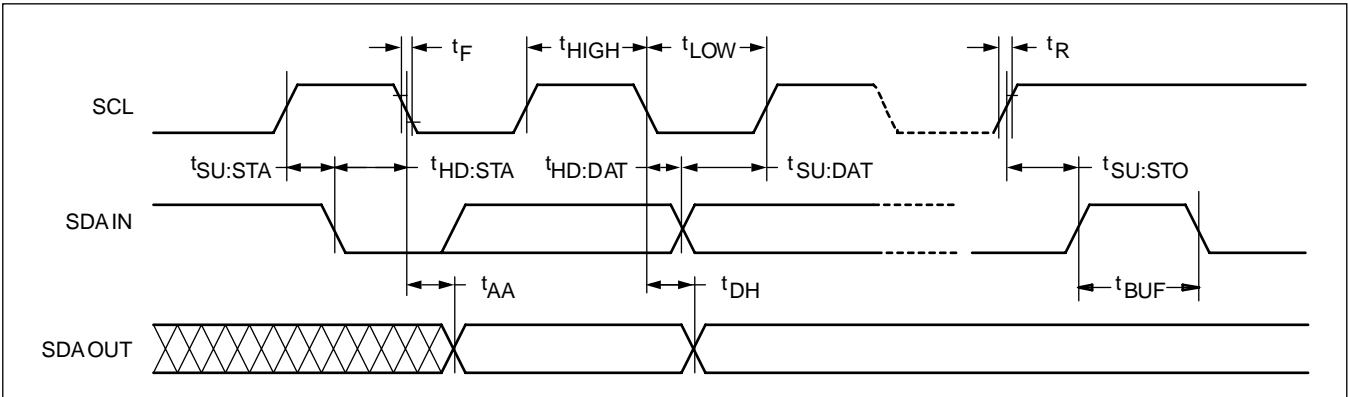 tF tHIGH tLOW tR
SCL
tSU:STA tHD:STA tHD:DAT tSU:DAT tSU:STO
SDA IN
tAA tDH tBUF
SDA OUT